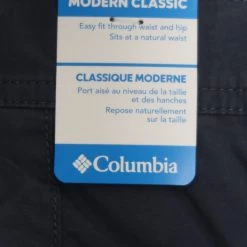 MODERN CLASSIC
Easy fit through waist and hip
Sits at a natural waist
CLASSIQUE MODERNE
Port aisé au niveau de la taille
et des hanches
Repose naturellement
sur la taille
Columbia